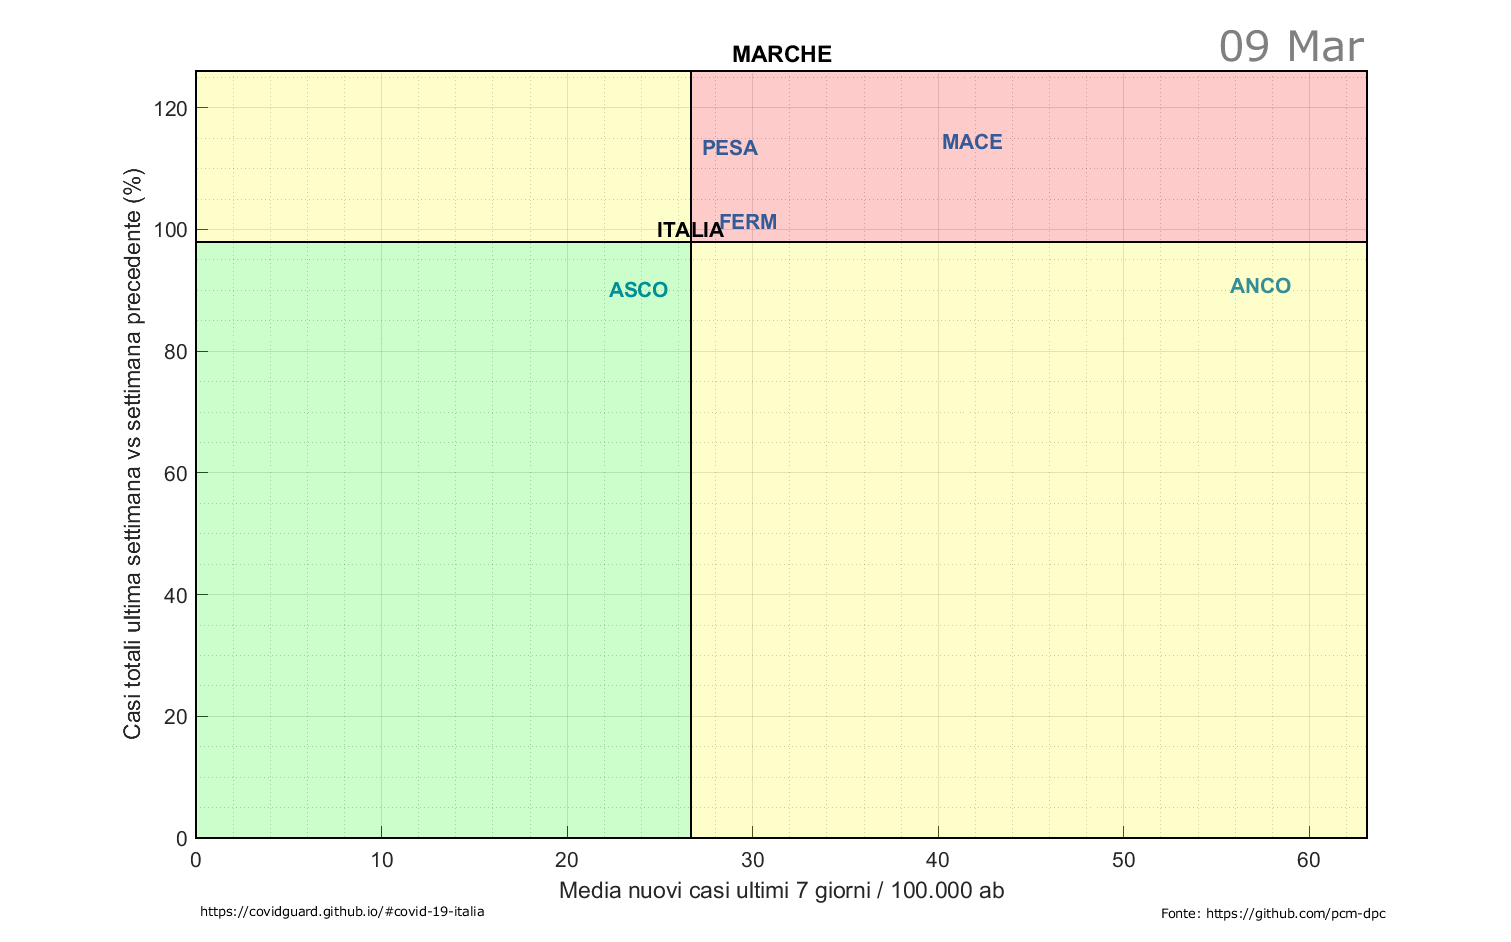 09 Mar
MARCHE
120
100
80
60
40
20
0
Casi totali ultima settimana vs settimana precedente (%)
PESA
MACE
FERM
ITALIA
ASCO
ANCO
0 10 20 30 40 50 60
Media nuovi casi ultimi 7 giorni / 100.000 ab
https://covidguard.github.io/#covid-19-italia
Fonte: https://github.com/pcm-dpc